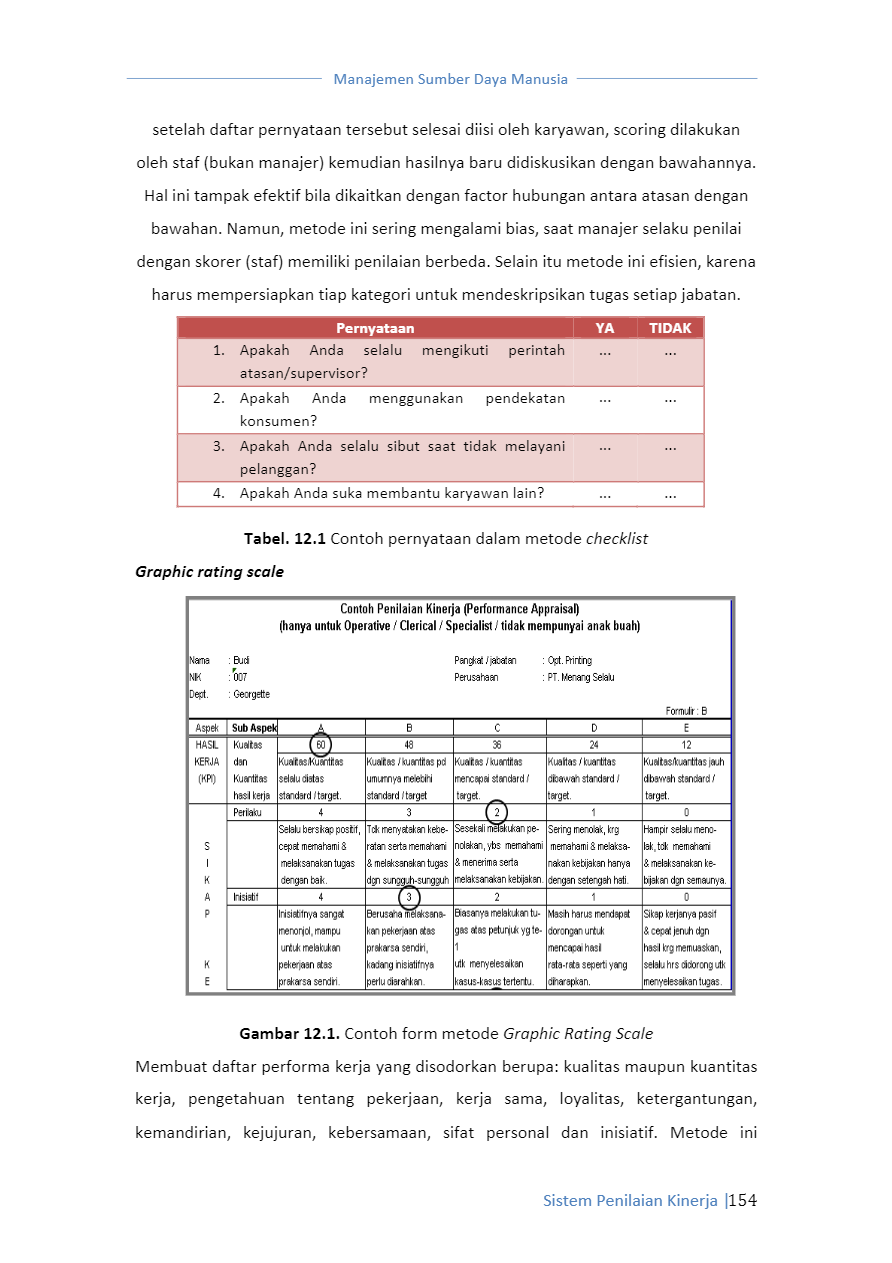 Manajemen Sumber Daya Manusia
setelah daftar pernyataan tersebut selesai diisi oleh karyawan, scoring dilakukan
oleh staf (bukan manajer) kemudian hasilnya baru didiskusikan dengan bawahannya.
Hal ini tampak efektif bila dikaitkan dengan factor hubungan antara atasan dengan
bawahan. Namun, metode ini sering mengalami bias, saat manajer selaku penilai
dengan skorer (staf) memiliki penilaian berbeda. Selain itu metode ini efisien, karena
harus mempersiapkan tiap kategori untuk mendeskripsikan tugas setiap jabatan.
Pernyataan YA TIDAK
1. Apakah Anda selalu mengikuti perintah ... ...
atasan/supervisor?
2. Apakah Anda menggunakan pendekatan ... ...
konsumen?
3. Apakah Anda selalu sibut saat tidak melayani ... ...
pelanggan?
4. Apakah Anda suka membantu karyawan lain? ... ...
Tabel. 12.1 Contoh pernyataan dalam metode checklist
Graphic rating scale
Contoh Penilaian Kinerja (Performance Appraisal)
(hanya untuk Operative / Clerical / Specialist / tidak mempunyai anak buah)
Nama : Budi Pangkat / jabatan : Opt. Printing
NIK : 007 Perusahaan : PT. Menang Selalu
Dept. : Georgette
Formulir : B
Aspek Sub Aspek A B C D E
HASIL Kualitas 60 48 36 24 12
KERJA dan Kualitas/Kuantitas Kualitas / kuantitas pd Kualitas / kuantitas Kualitas / kuantitas Kualitas/kuantitas jauh
(KPI) Kuantitas selalu diatas umumnya melebihi mencapai standard / dibawah standard / dibawah standard /
hasil kerja standard / target. standard / target target. target. target.
Perilaku 4 3 2 1 0
Selalu bersikap positif, Tdk menyatakan kebe- Sesekali melakukan pe- Sering menolak, krg Hampir selalu meno-
S cepat memahami & ratan serta memahami nolakan, ybs memahami memahami & melaksa- lak, tdk memahami
I melaksanakan tugas & melaksanakan tugas & menerima serta nakan kebijakan hanya & melaksanakan ke-
K dengan baik. dgn sungguh-sungguh melaksanakan kebijakan. dengan setengah hati. bijakan dgn semaunya.
A Inisiatif 4 3 2 1 0
P Inisiatifnya sangat Berusaha melaksana- Biasanya melakukan tu- Masih harus mendapat Sikap kerjanya pasif
menonjol, mampu kan pekerjaan atas gas atas petunjuk yg te- dorongan untuk & cepat jenuh dgn
untuk melakukan prakarsa sendiri, 1 mencapai hasil hasil krg memuaskan,
K pekerjaan atas kadang inisiatifnya utk menyelesaikan rata-rata seperti yang selalu hrs didorong utk
E prakarsa sendiri. perlu diarahkan. kasus-kasus tertentu. diharapkan. menyelesaikan tugas.
Gambar 12.1. Contoh form metode Graphic Rating Scale
Membuat daftar performa kerja yang disodorkan berupa: kualitas maupun kuantitas
kerja, pengetahuan tentang pekerjaan, kerja sama, loyalitas, ketergantungan,
kemandirian, kejujuran, kebersamaan, sifat personal dan inisiatif. Metode ini
Sistem Penilaian Kinerja |154